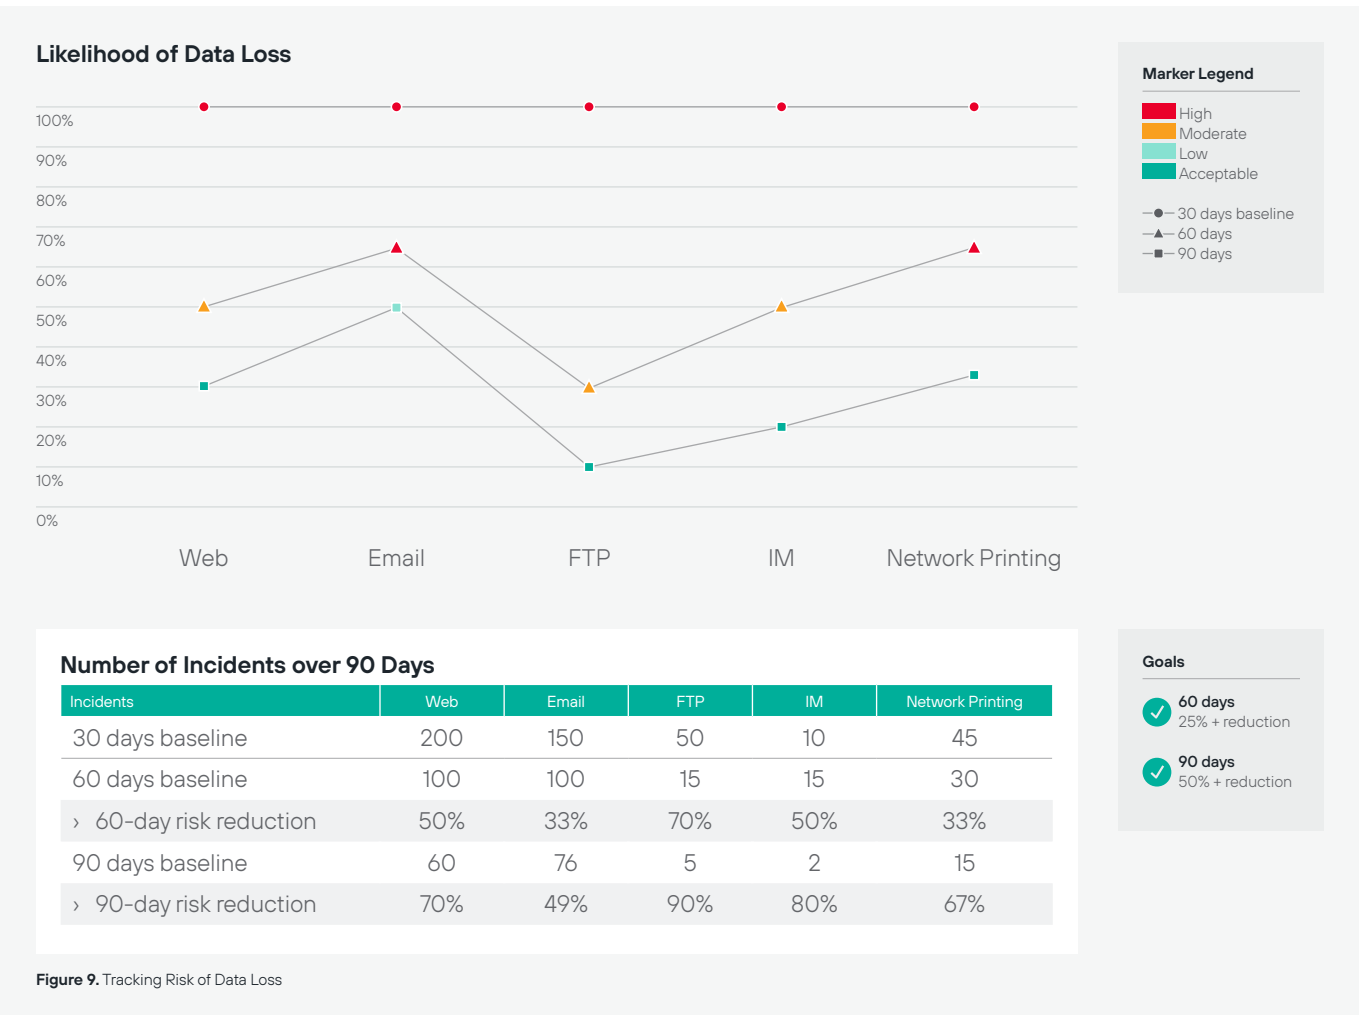 Likelihood of Data Loss
100%
90%
80%
70%
60%
50%
40%
30%
20%
10%
0%
Web Email FTP IM Network Printing
Marker Legend
High
Moderate
Low
Acceptable
30 days baseline
60 days
90 days
Number of Incidents over 90 Days
Incidents Web Email FTP IM Network Printing
30 days baseline 200 150 50 10 45
60 days baseline 100 100 15 15 30
› 60-day risk reduction 50% 33% 70% 50% 33%
90 days baseline 60 76 5 2 15
› 90-day risk reduction 70% 49% 90% 80% 67%
Goals
60 days
25% + reduction
90 days
50% + reduction
Figure 9. Tracking Risk of Data Loss